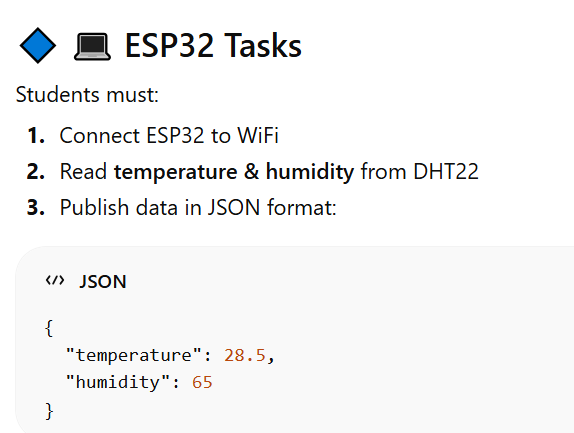 ESP32 Tasks
Students must:
1. Connect ESP32 to WiFi
2. Read temperature & humidity from DHT22
3. Publish data in JSON format:
</> JSON
{
"temperature": 28.5,
"humidity": 65
}